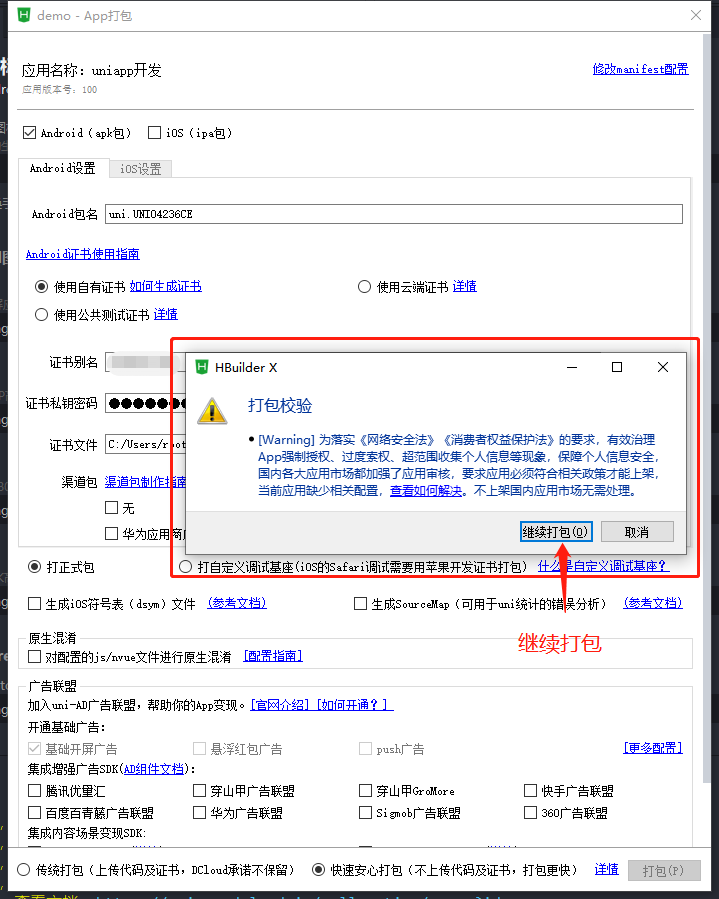 demo - App打包
应用名称：uniapp开发
修改manifest配置
应用版本号：100
Android（apk包） iOS（ipa包）
Android设置 iOS设置
Android包名 uni.UNI04236CE
Android证书使用指南
使用自有证书 如何生成证书 使用云端证书 详情
使用公共测试证书 详情
证书别名
证书私钥密码
证书文件 C:/Users/root
渠道包 渠道包制作指南
无
华为应用商
HBuilder X
打包校验
[Warning] 为落实《网络安全法》《消费者权益保护法》的要求，有效治理
App强制授权、过度索权、超范围收集个人信息等现象，保障个人信息安全，
国内各大应用市场都加强了应用审核，要求应用必须符合相关政策才能上架，
当前应用缺少相关配置，查看如何解决。不上架国内应用市场无需处理。
继续打包(O) 取消
打正式包 打自定义调试基座(iOS的Safari调试需要用苹果开发证书打包) 什么是自定义调试基座？
生成iOS符号表（dsym）文件 (参考文档) 生成SourceMap（可用于uni统计的错误分析） (参考文档)
继续打包
原生混淆
对配置的js/nvue文件进行原生混淆 [配置指南]
广告联盟
加入uni-AD广告联盟，帮助你的App变现。[官网介绍] [如何开通？]
开通基础广告：
基础开屏广告 悬浮红包广告 push广告 [更多配置]
集成增强广告SDK(AD组件文档)：
腾讯优量汇 穿山甲广告联盟 穿山甲GroMore 快手广告联盟
百度百青藤广告联盟 华为广告联盟 Sigmob广告联盟 360广告联盟
集成内容场景变现SDK:
传统打包（上传代码及证书，DCloud承诺不保留） 快速安心打包（不上传代码及证书，打包更快） 详情 打包(P)